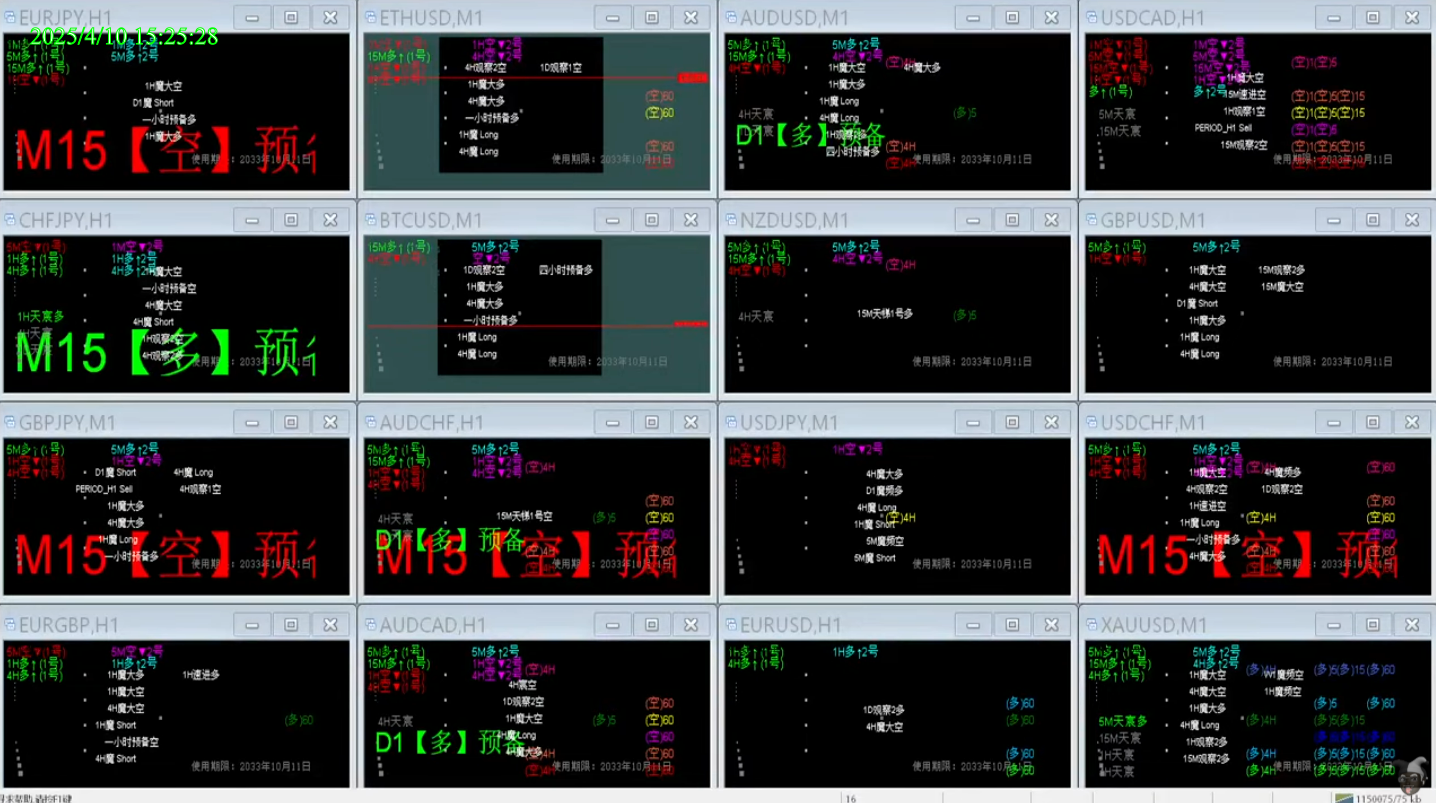 EURJPY,H1
2025/4/10 15:25:28
1M多↑2号
5M多↑(1号)
5M多↑2号
15M多↑(1号)
1H魔大空
D1魔 Short
一小时预备多
1H魔大多
M15【空】预
使用期限：2033年10月11日
ETHUSD,M1
1H空▼2号
15M多↑(1号)
4H空▼2号
4H观察2空
1D观察1空
1H魔大多
4H魔大多
一小时预备多
1H魔 Long
4H魔 Long
(空)60
(空)60
(空)60
使用期限：2033年10月11日
AUDUSD,M1
5M多↑(1号)
5M多↑2号
15M多↑(1号)
4H空▼2号
4H空▼(1号)
1H魔大空
(空)4H
4H魔大多
1H魔大多
1H魔 Long
4H天宸
4H魔 Long
(多)5
D1【多】预备
四小时预备多
(空)4H
(空)4H
使用期限：2033年10月11日
USDCAD,H1
1M空▼2号
5M空▼2号
15M空▼2号
1H空▼2号
多↑(1号)
多↑2号
1H魔大空
15M速进空
1H观察1空
PERIOD_H1 Sell
15M观察2空
5M天宸
15M天宸
(空)1(空)5
(空)1(空)5(空)15
(空)1(空)5(空)15
(空)1(空)5
(空)1(空)5(空)15
使用期限：2033年10月11日
CHFJPY,H1
5M空▼(1号)
1M空▼2号
1H多↑(1号)
1H多↑2号
4H多↑(1号)
4H多↑2号
4H魔大空
一小时预备空
4H魔大空
4H魔 Short
1H天宸多
4H天宸
1H观察2空
4H观察2
M15【多】预
使用期限：2033年10月11日
BTCUSD,M1
15M多↑(1号)
5M多↑2号
空▼2号
1D观察2空
四小时预备多
1H魔大多
4H魔大多
一小时预备多
1H魔 Long
4H魔 Long
使用期限：2033年10月11日
NZDUSD,M1
5M多↑(1号)
5M多↑2号
15M多↑(1号)
4H空▼2号
4H空▼(1号)
(空)4H
4H天宸
15M天梯1号多
(多)5
使用期限：2033年10月11日
GBPUSD,M1
5M多↑(1号)
5M多↑2号
4H空▼(1号)
1H魔大空
15M观察2多
4H魔大空
15M魔大空
D1魔 Short
1H魔大多
1H魔 Long
4H魔 Long
使用期限：2033年10月11日
GBPJPY,M1
5M多↑(1号)
5M多↑2号
1H空▼(1号)
1H空▼2号
4H空▼(1号)
D1魔 Short
4H魔 Long
PERIOD_H1 Sell
4H观察1空
1H魔大多
4H魔大多
1H魔 Long
一小时预备多
M15【空】预
使用期限：2033年10月11日
AUDCHF,H1
5M多↑(1号)
5M多↑2号
15M多↑(1号)
1H空▼2号
1H空▼(1号)
4H空▼2号
4H空▼(1号)
(空)4H
(空)60
4H天宸
15M天梯1号空
(多)5
(空)60
D1【多】预备
M15【空】预
(空)60
(空)4H
(空)60
使用期限：2033年10月11日
USDJPY,M1
1H空▼(1号)
1H空▼2号
4H空▼(1号)
4H魔大多
D1魔频多
4H魔 Long
1H魔 Short
(空)4H
5M魔频空
5M魔 Short
使用期限：2033年10月11日
USDCHF,M1
5M多↑(1号)
5M多↑2号
1H空▼(1号)
1H空▼2号
4H空▼(1号)
1H魔大空
(空)4H
4H魔频多
(空)60
4H观察2空
1D观察2空
1H速进空
(空)60
1H魔 Long
(空)4H
(空)60
一小时预备多
(空)60
4H魔大多
(空)60
M15【空】预
使用期限：2033年10月11日
EURGBP,H1
5M空▼(1号)
5M空▼2号
1H多↑(1号)
1H多↑2号
4H多↑(1号)
1H魔大多
1H速进多
1H魔大空
4H魔大空
1H魔 Short
(多)60
一小时预备空
4H魔 Short
使用期限：2033年10月11日
AUDCAD,H1
5M多↑(1号)
5M多↑2号
15M多↑(1号)
1H空▼2号
1H空▼(1号)
4H空▼2号
4H空▼(1号)
(空)4H
4H宸空
1D观察2空
(空)60
4H天宸
1H魔大空
(多)5
(空)60
4H魔 Long
(空)60
D1【多】预备
4H魔大多
(空)4H
(空)60
(空)4H
(空)60
使用期限：2033年10月11日
EURUSD,H1
1H多↑(1号)
1H多↑2号
4H多↑(1号)
1D观察2多
4H魔大空
(多)60
(多)60
(多)60
(多)60
使用期限：2033年10月11日
XAUUSD,M1
5M多↑(1号)
5M多↑2号
15M多↑(1号)
4H多↑2号
4H多↑(1号)
1H魔大空
(多)4H
W1魔频空
(多)5(多)15(多)60
4H魔大空
1H魔频空
1H魔大多
(多)5
(多)60
5M天宸多
4H魔 Long
(多)4H
(多)5(多)15
15M天宸
1H观察2多
(多)5(多)15(多)60
1H天宸
15M观察2多
(多)4H
(多)5(多)15(多)60
4H天宸
(多)4H
(多)5(多)15(多)60
使用期限：2033年10月11日
16
1150075/75 kb